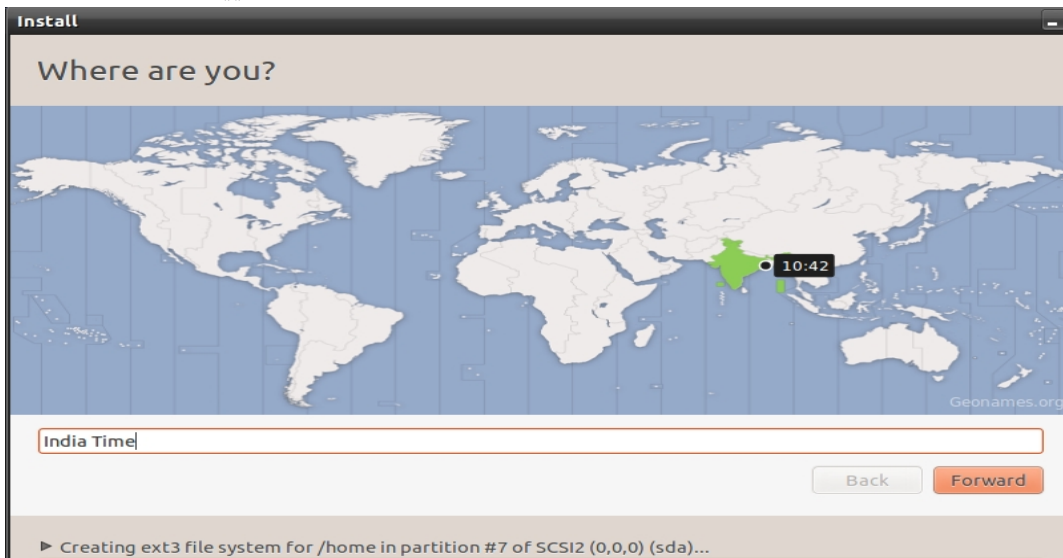 Install
Where are you?
10:42
Geonames.org
India Time
Back Forward
Creating ext3 file system for /home in partition #7 of SCSI2 (0,0,0) (sda)...